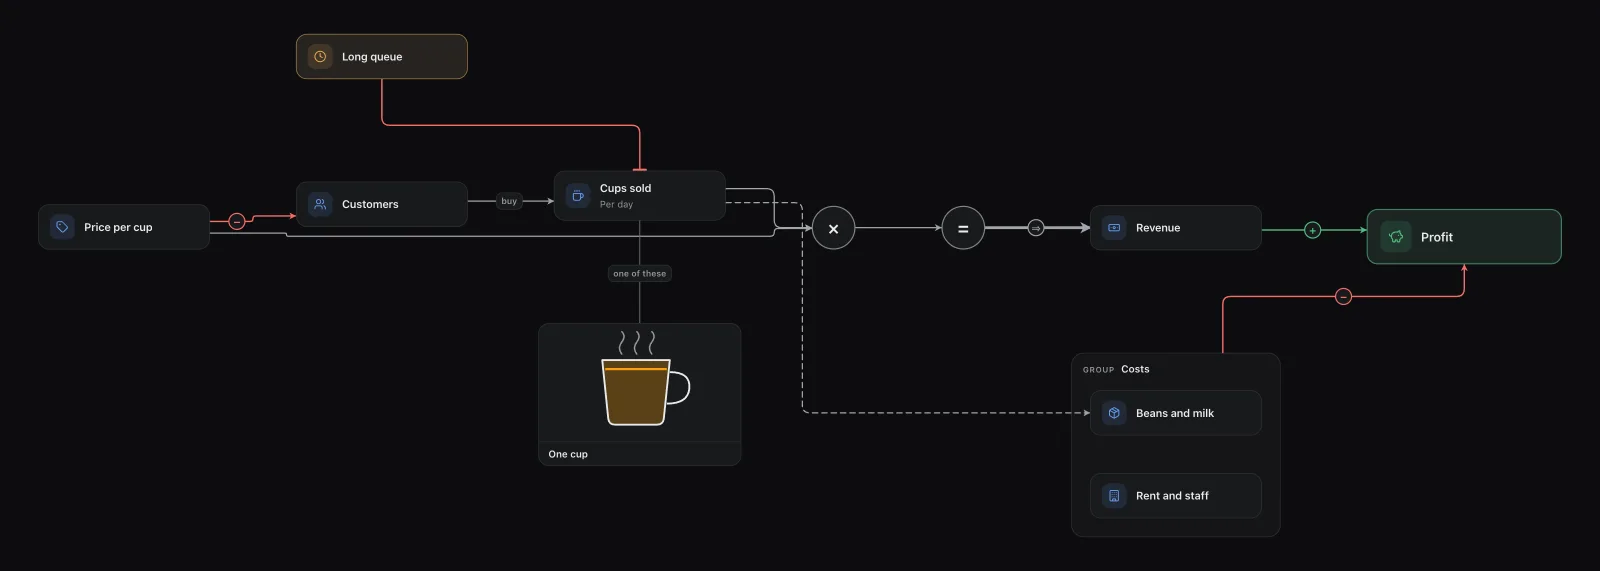 Long queue
Price per cup
−
Customers
buy
Cups sold
Per day
×
=
⇒
Revenue
+
Profit
−
one of these
One cup
GROUP Costs
Beans and milk
Rent and staff